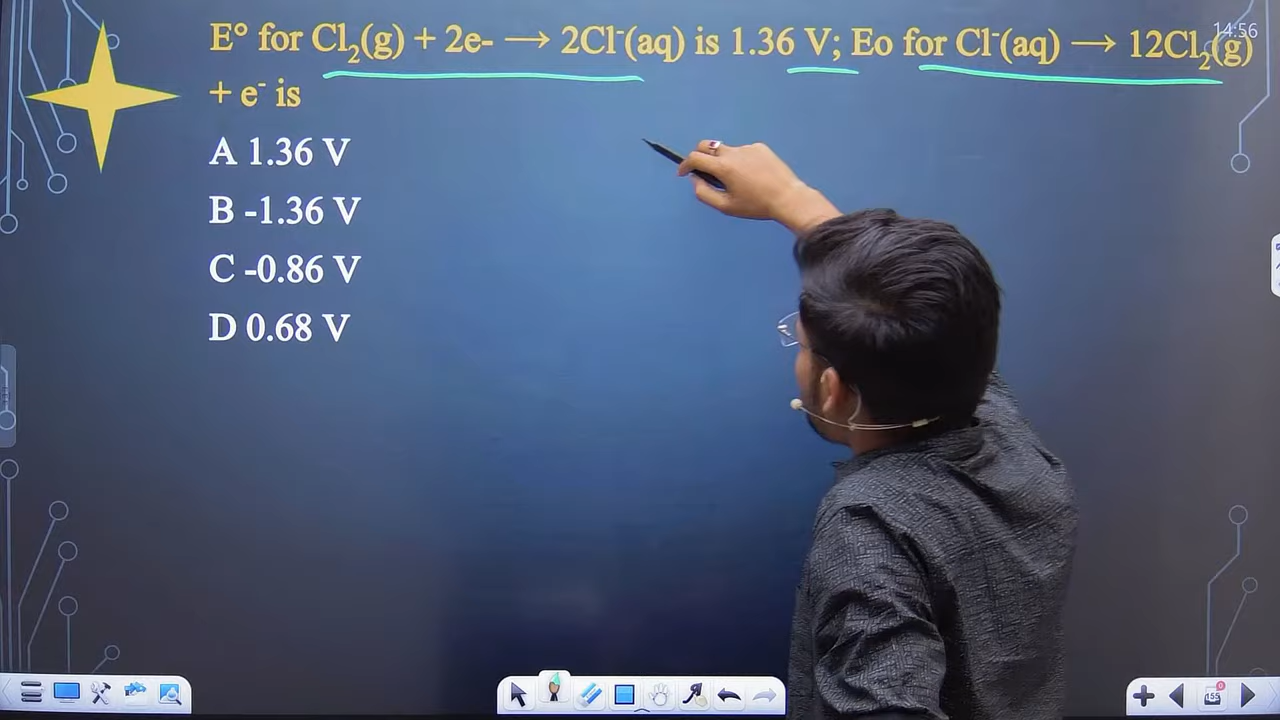 14:56
E° for Cl₂(g) + 2e- → 2Cl⁻(aq) is 1.36 V; Eo for Cl⁻(aq) → 12Cl₂(g)
+ e⁻ is
A 1.36 V
B -1.36 V
C -0.86 V
D 0.68 V
155